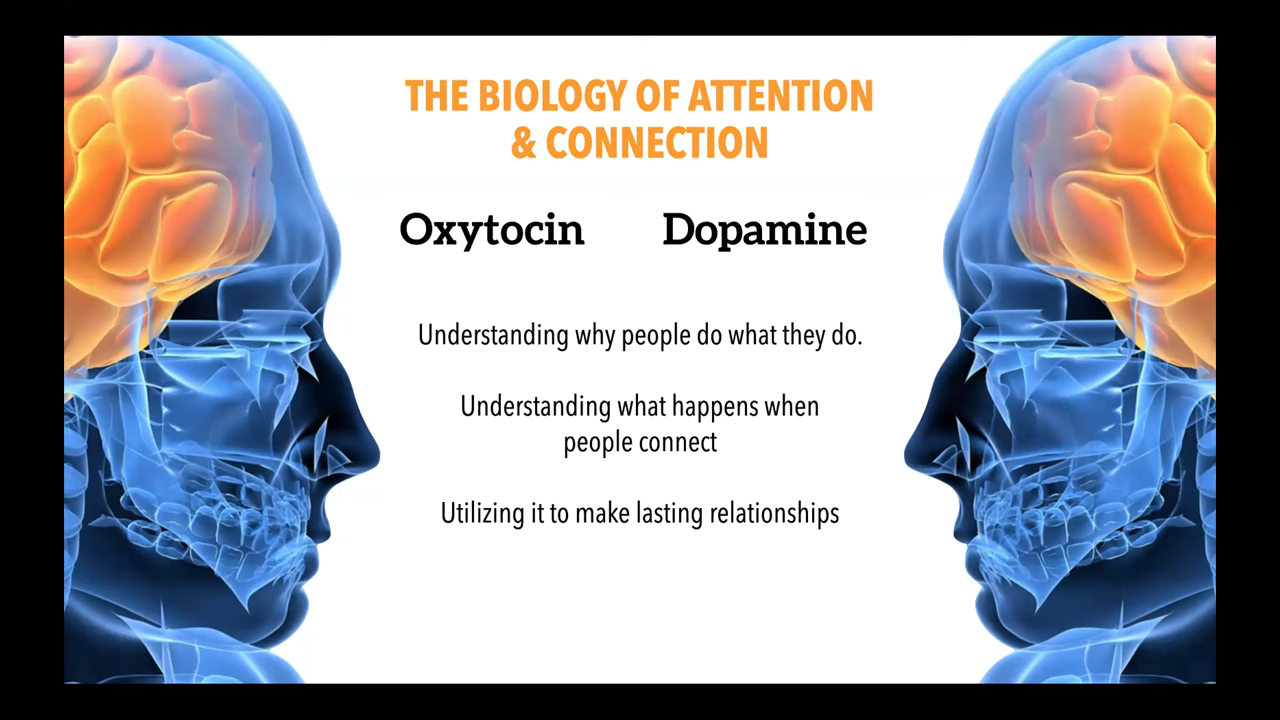 THE BIOLOGY OF ATTENTION
& CONNECTION
Oxytocin Dopamine
Understanding why people do what they do.
Understanding what happens when
people connect
Utilizing it to make lasting relationships